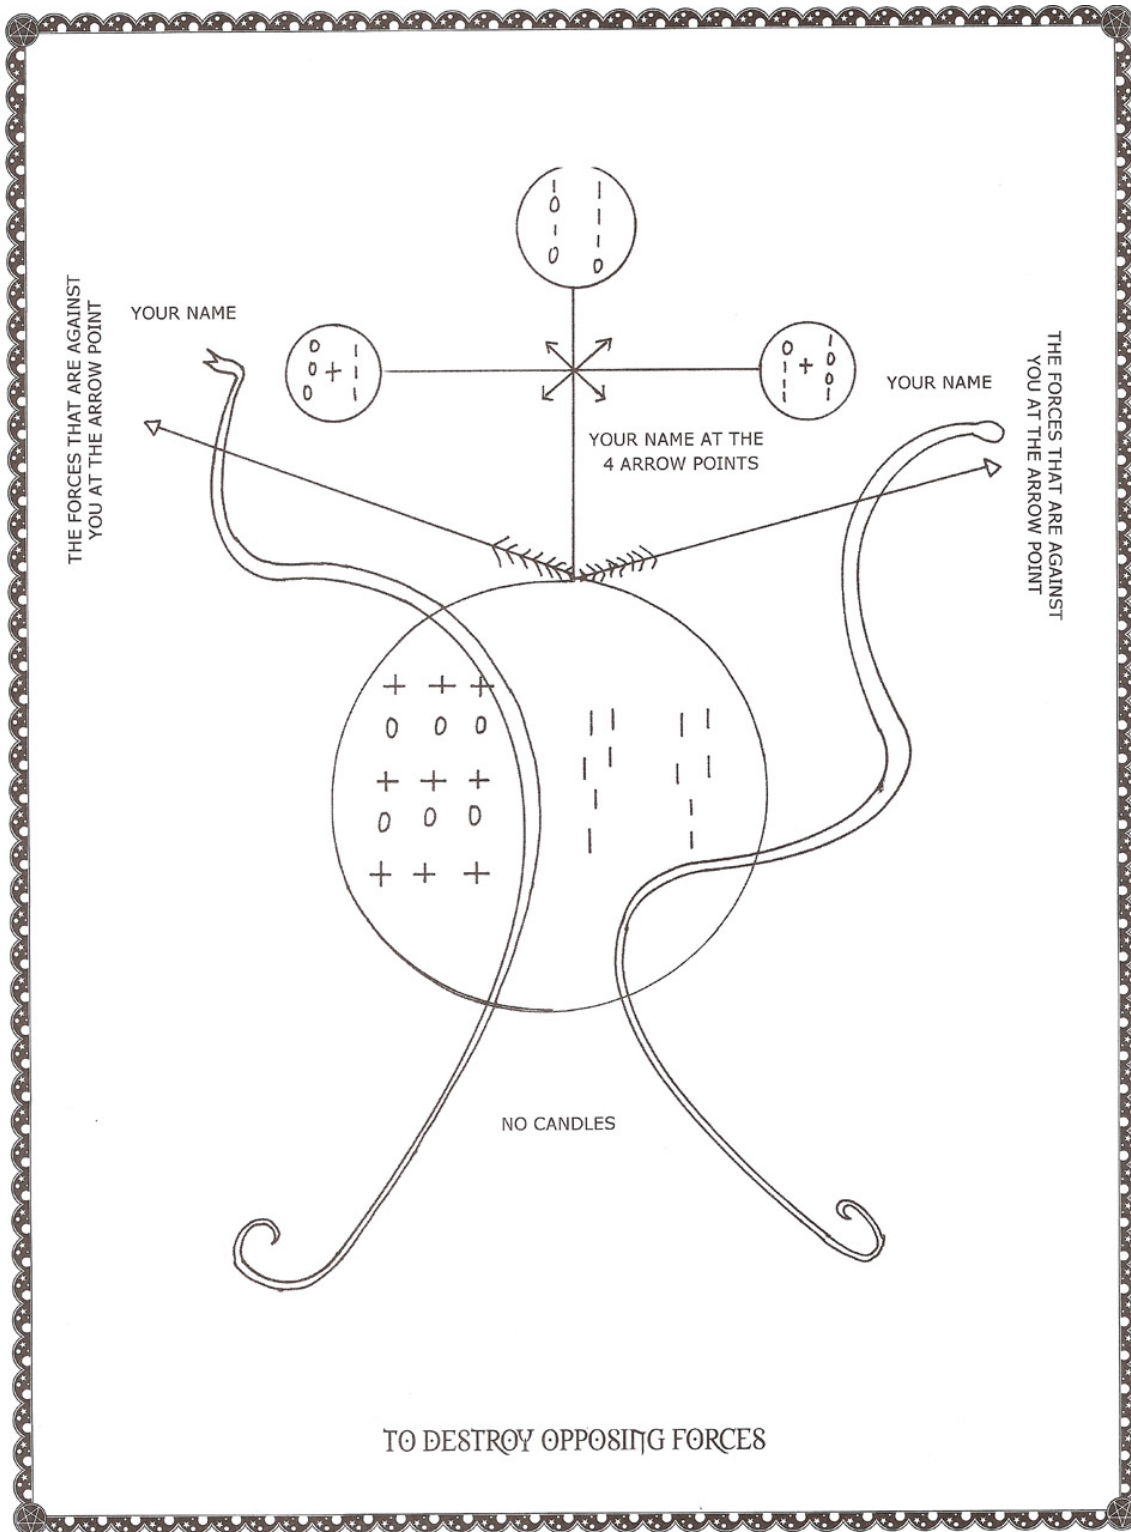 YOUR NAME
THE FORCES THAT ARE AGAINST
YOU AT THE ARROW POINT
YOUR NAME
THE FORCES THAT ARE AGAINST
YOU AT THE ARROW POINT
YOUR NAME AT THE
4 ARROW POINTS
NO CANDLES
TO DESTROY OPPOSING FORCES